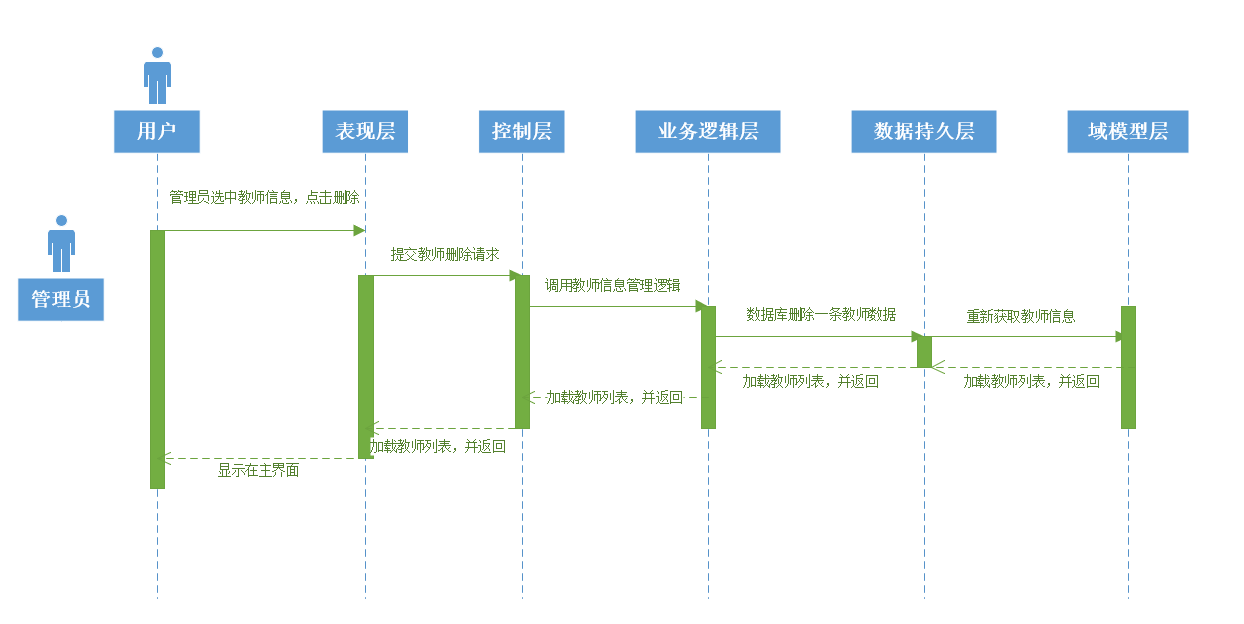 用户
表现层
控制层
业务逻辑层
数据持久层
域模型层
管理员选中教师信息，点击删除
管理员
提交教师删除请求
调用教师信息管理逻辑
数据库删除一条教师数据
重新获取教师信息
加载教师列表，并返回
加载教师列表，并返回
加载教师列表，并返回
加载教师列表，并返回
显示在主界面